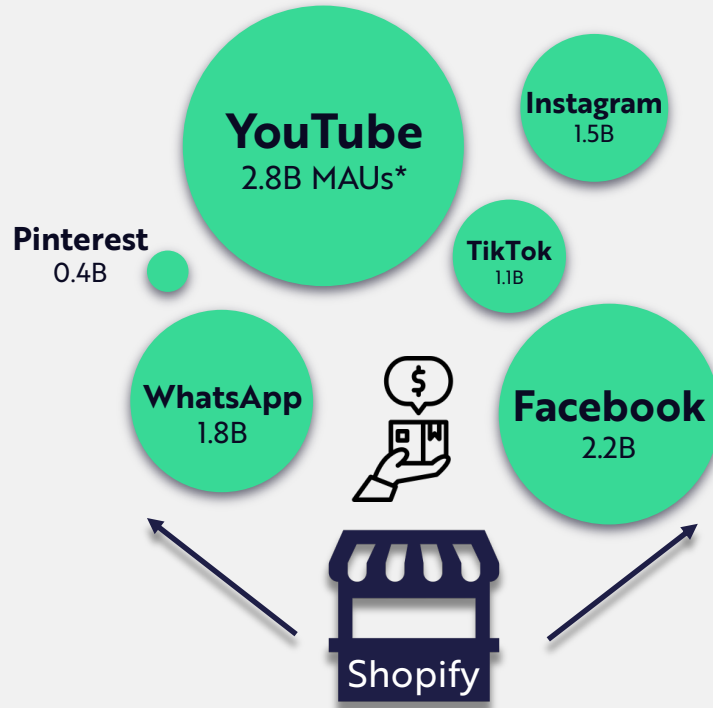 YouTube
2.8B MAUs*
Instagram
1.5B
Pinterest
0.4B
TikTok
1.1B
WhatsApp
1.8B
$
Facebook
2.2B
Shopify